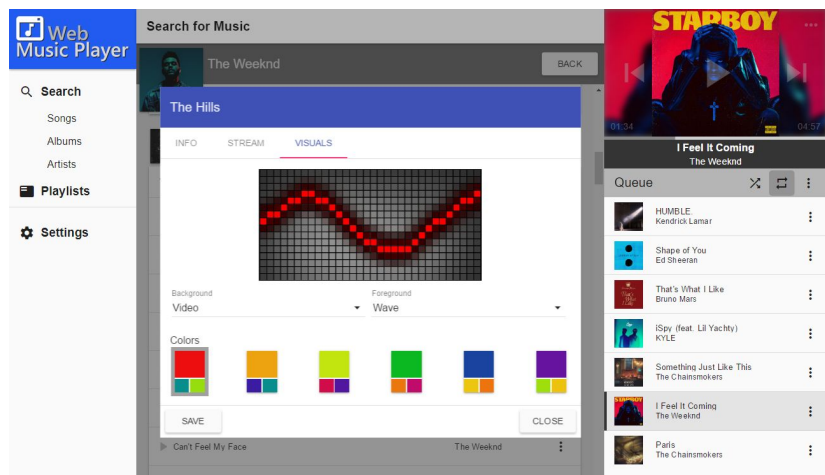 Web
Music Player
Search
Songs
Albums
Artists
Playlists
Settings
Search for Music
The Weeknd
BACK
The Hills
INFO
STREAM
VISUALS
Background
Video
Foreground
Wave
Colors
SAVE
CLOSE
Can't Feel My Face
The Weeknd
STARBOY
01:34
04:57
I Feel It Coming
The Weeknd
Queue
HUMBLE.
Kendrick Lamar
Shape of You
Ed Sheeran
That's What I Like
Bruno Mars
iSpy (feat. Lil Yachty)
KYLE
Something Just Like This
The Chainsmokers
STARBOY
I Feel It Coming
The Weeknd
Paris
The Chainsmokers